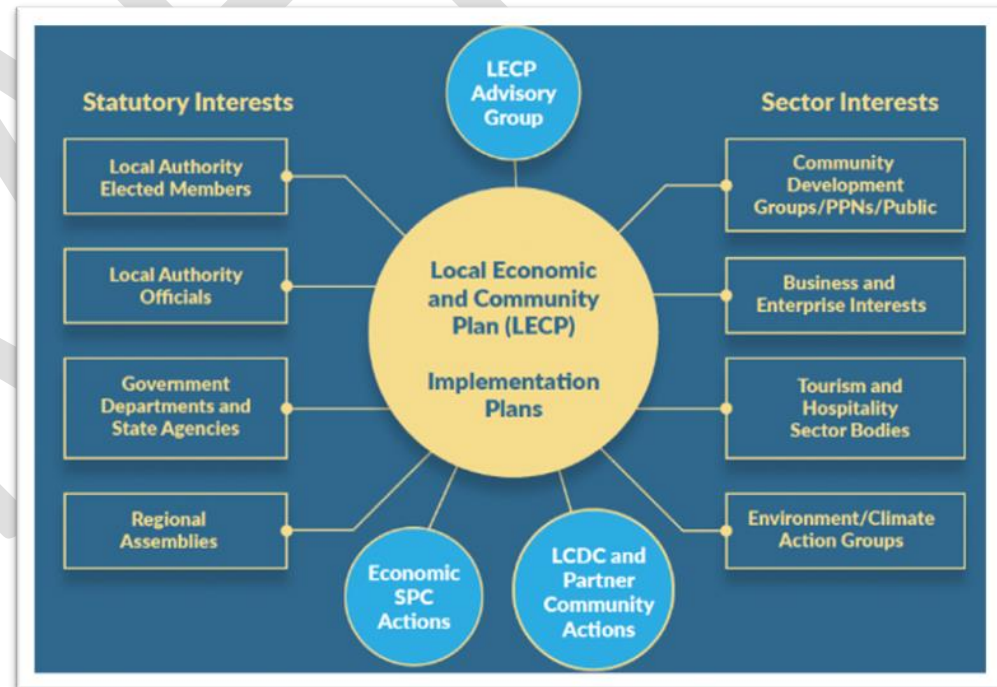 LECP
Advisory
Group
Statutory Interests
Local Authority
Elected Members
Local Authority
Officials
Government
Departments and
State Agencies
Regional
Assemblies
Local Economic
and Community
Plan (LECP)
Implementation
Plans
Economic
SPC
Actions
LCDC and
Partner
Community
Actions
Sector Interests
Community
Development
Groups/PPNs/Public
Business and
Enterprise Interests
Tourism and
Hospitality
Sector Bodies
Environment/Climate
Action Groups